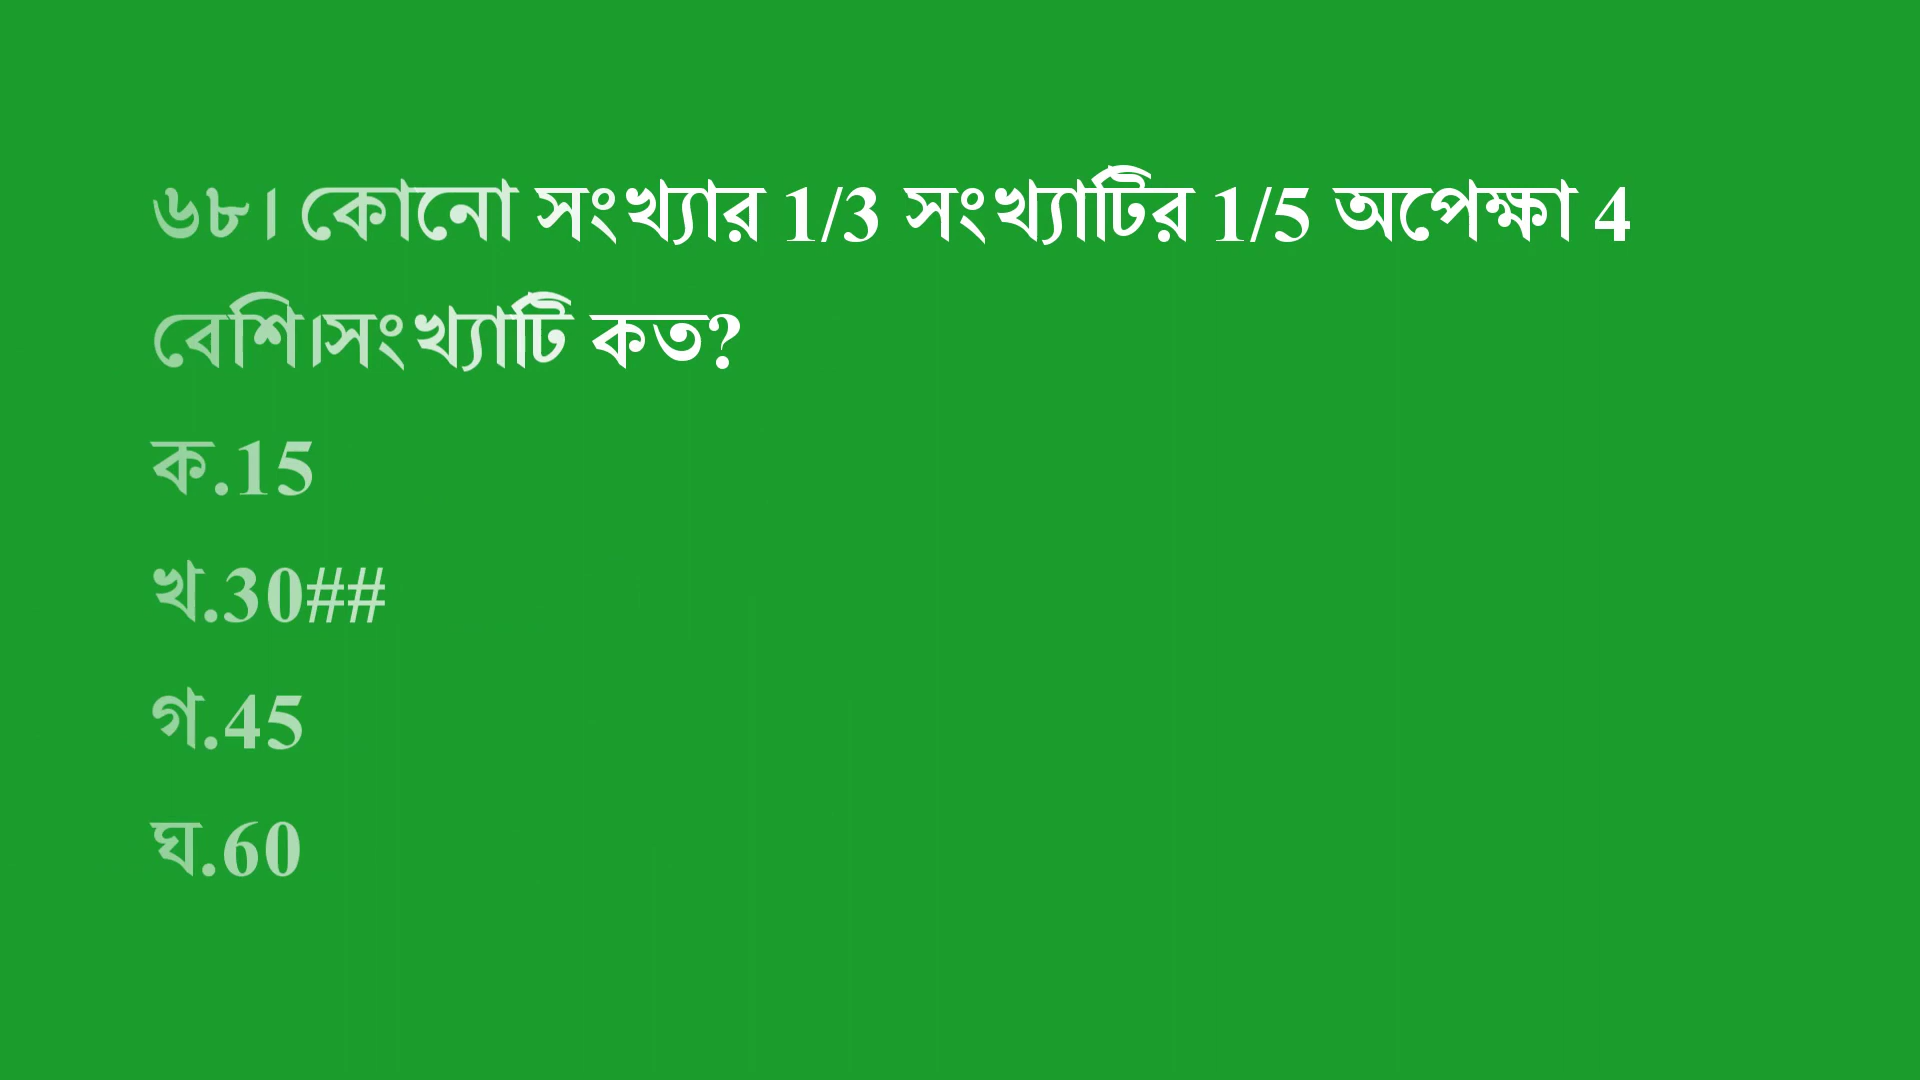 ৬৮। কোনো সংখ্যার 1/3 সংখ্যাটির 1/5 অপেক্ষা 4
বেশি।সংখ্যাটি কত?
ক.15
খ.30##
গ.45
ঘ.60